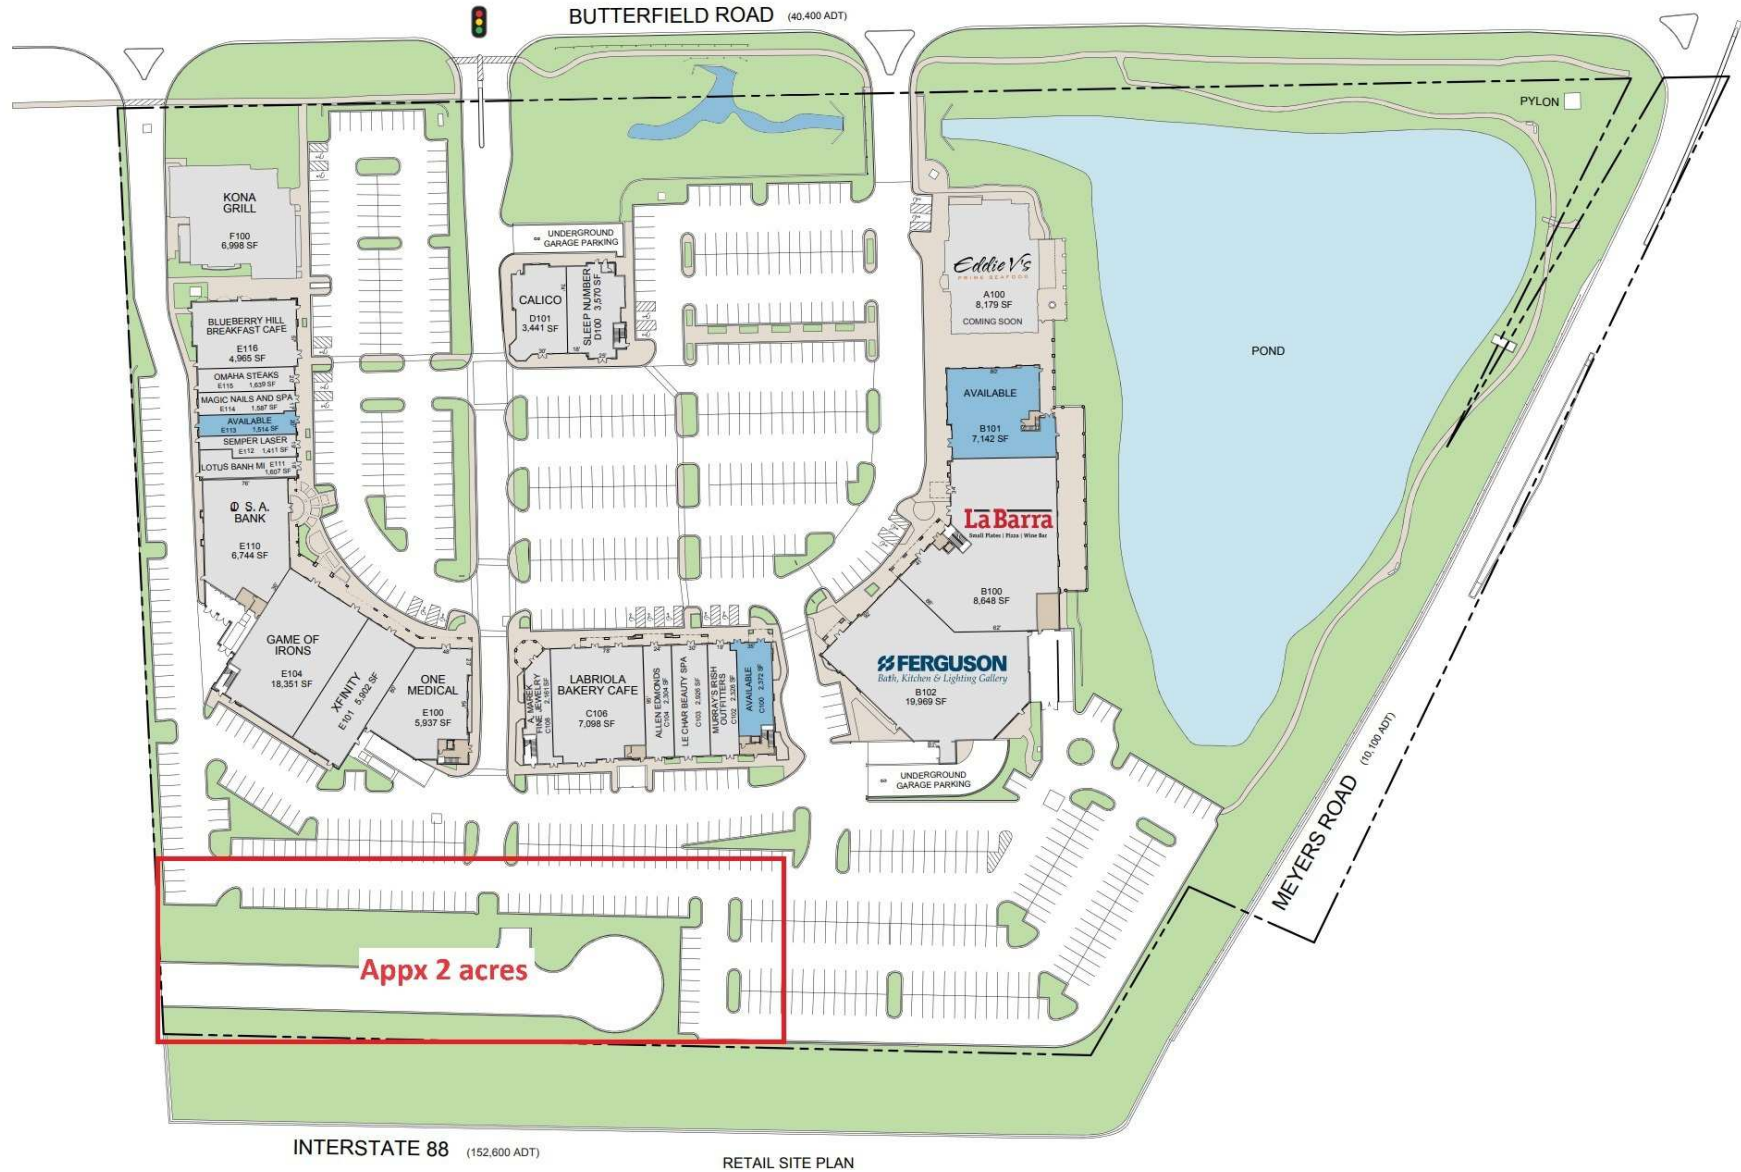 BUTTERFIELD ROAD (40,400 ADT)
PYLON
KONA
GRILL
F100
6,998 SF
UNDERGROUND
GARAGE PARKING
CALICO
D101
3,441 SF
SLEEP NUMBER
D100 3,570 SF
Eddie V's
PRIME SEAFOOD
A100
8,179 SF
COMING SOON
BLUEBERRY HILL
BREAKFAST CAFE
E116
4,965 SF
OMAHA STEAKS
E115 1,639 SF
MAGIC NAILS AND SPA
E114 1,587 SF
AVAILABLE
E113 1,514 SF
SEMPER LASER
E112 1,411 SF
LOTUS BANH MI E111
1,607 SF
76'
S. A.
BANK
E110
6,744 SF
POND
AVAILABLE
B101
7,142 SF
La Barra
Small Plates | Pizza | Wine Bar
B100
8,648 SF
62'
GAME OF
IRONS
E104
18,351 SF
XFINITY
E101 5,902 SF
ONE
MEDICAL
E100
5,937 SF
A. MAREK
FINE JEWELRY
C108 2,161 SF
78'
LABRIOLA
BAKERY CAFE
C106
7,098 SF
ALLEN EDMONDS
C104 2,304 SF
LE CHAR BEAUTY SPA
C103 2,926 SF
MURRAY'S IRISH
OUTFITTERS
C102 2,326 SF
AVAILABLE
C100 2,372 SF
FERGUSON
Bath, Kitchen & Lighting Gallery
B102
19,969 SF
UNDERGROUND
GARAGE PARKING
MEYERS ROAD (10,100 ADT)
Appx 2 acres
INTERSTATE 88 (152,600 ADT)
RETAIL SITE PLAN